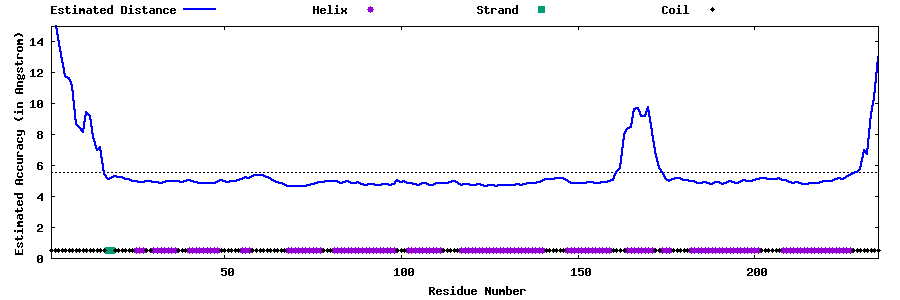 Estimated Distance Helix Strand Coil
Estimated Accuracy (in Angstrom)
14
12
10
8
6
4
2
0
50 100 150 200
Residue Number